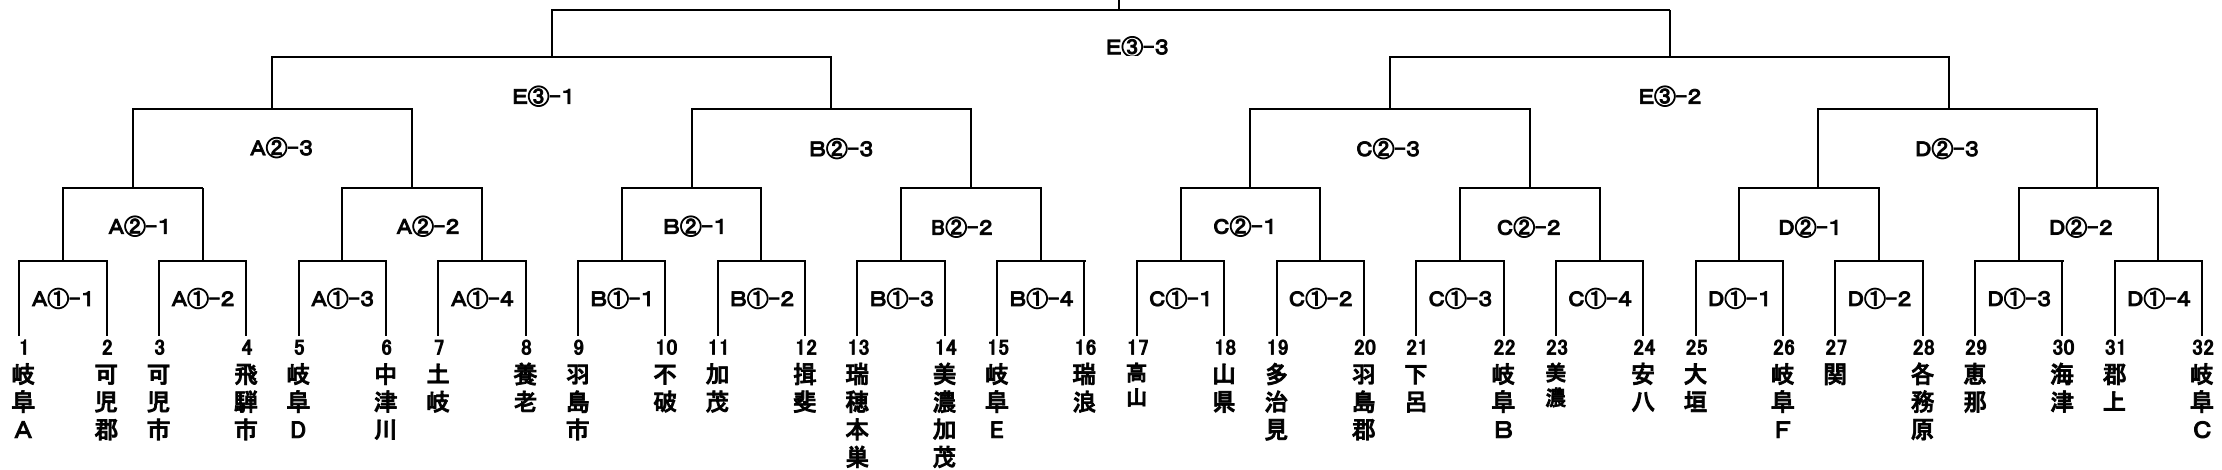 E③-3
E③-1
E③-2
A②-3
B②-3
C②-3
D②-3
A②-1
A②-2
B②-1
B②-2
C②-1
C②-2
D②-1
D②-2
A①-1
A①-2
A①-3
A①-4
B①-1
B①-2
B①-3
B①-4
C①-1
C①-2
C①-3
C①-4
D①-1
D①-2
D①-3
D①-4
1
岐阜A
2
可児郡
3
可児市
4
飛騨市
5
岐阜D
6
中津川
7
土岐
8
養老
9
羽島市
10
不破
11
加茂
12
揖斐
13
瑞穂本巣
14
美濃加茂
15
岐阜E
16
瑞浪
17
高山
18
山県
19
多治見
20
羽島郡
21
下呂
22
岐阜B
23
美濃
24
安八
25
大垣
26
岐阜F
27
関
28
各務原
29
恵那
30
海津
31
郡上
32
岐阜C